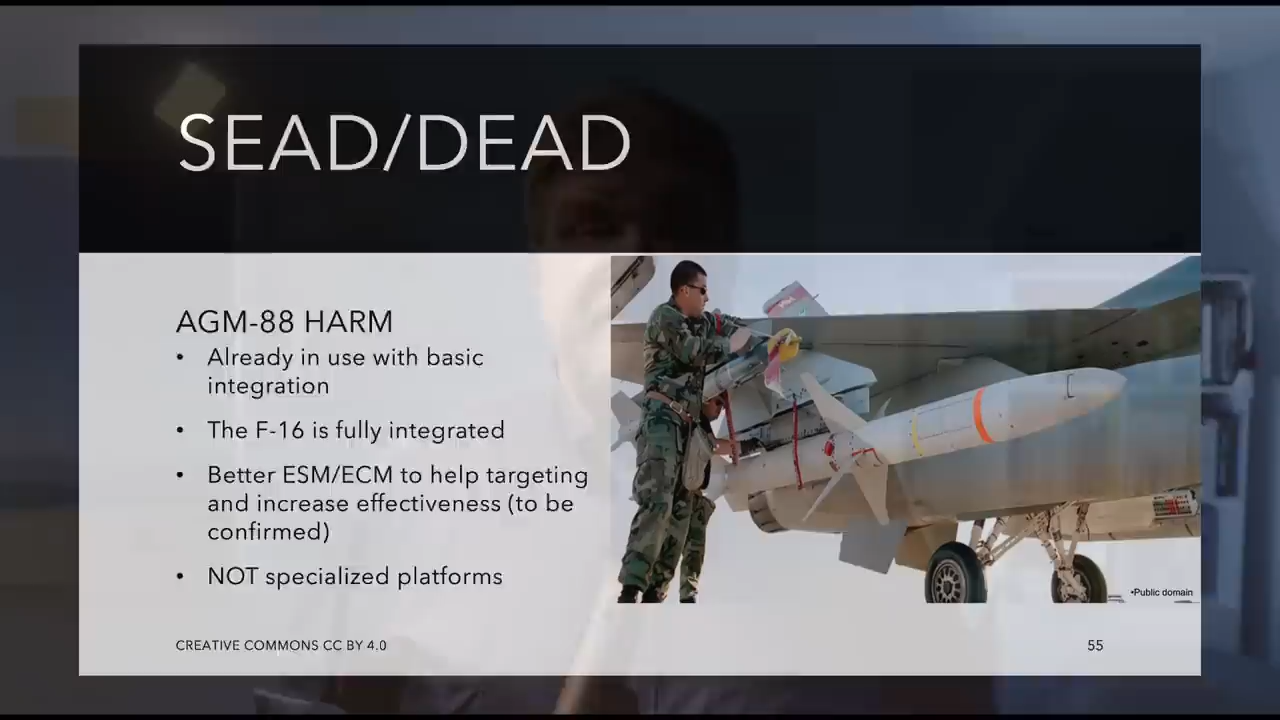 SEAD/DEAD
AGM-88 HARM
• Already in use with basic
integration
• The F-16 is fully integrated
• Better ESM/ECM to help targeting
and increase effectiveness (to be
confirmed)
• NOT specialized platforms
•Public domain
CREATIVE COMMONS CC BY 4.0
55